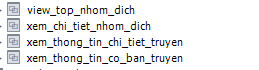 view_top_nhom_dich
xem_chi_tiet_nhom_dich
xem_thong_tin_chi_tiet_truyen
xem_thong_tin_co_ban_truyen